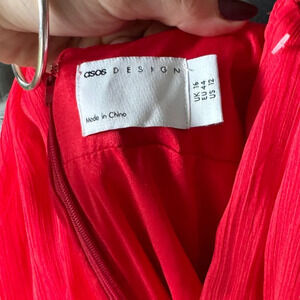 asos DESIGN
Made in China
UK 16
EU 44
US 12